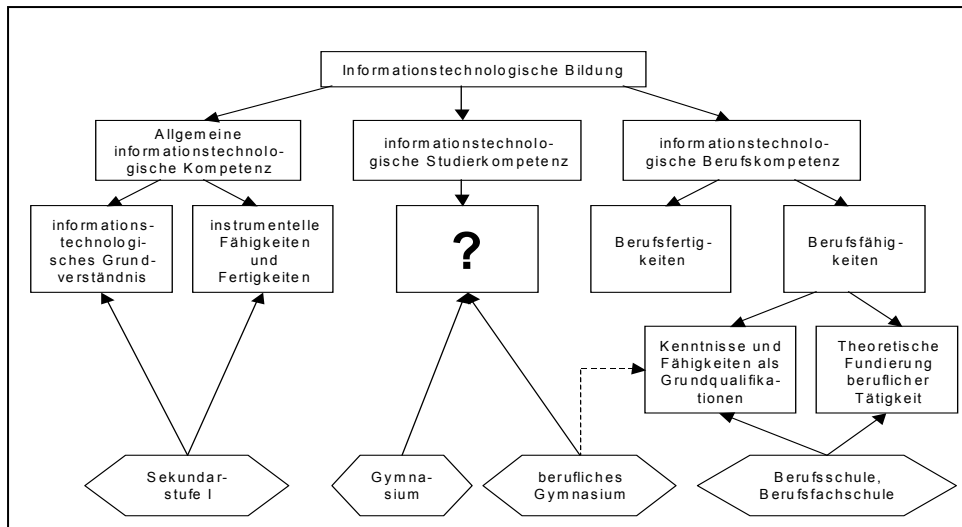 Informationstechnologische Bildung
Allgemeine
informationstechnolo-
gische Kompetenz
informationstechnolo-
gische Studierkompetenz
informationstechnolo-
gische Berufskompetenz
informations-
technologi-
sches Grund-
verständnis
instrumentelle
Fähigkeiten
und
Fertigkeiten
?
Berufsfertig-
keiten
Berufsfähig-
keiten
Kenntnisse und
Fähigkeiten als
Grundqualifika-
tionen
Theoretische
Fundierung
beruflicher
Tätigkeit
Sekundar-
stufe I
Gymna-
sium
berufliches
Gymnasium
Berufsschule,
Berufsfachschule